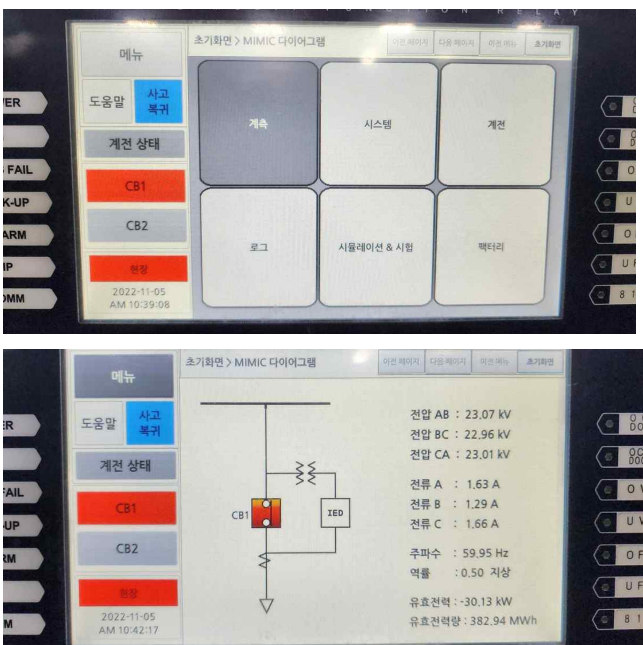 FUNCTION RELAY
메뉴
초기화면 > MIMIC 다이어그램
이전 페이지 다음 페이지 이전 메뉴 초기화면
도움말 사고 복귀
계전 상태
CB1
CB2
현장
2022-11-05
AM 10:39:08
계측 시스템 계전
로그 시뮬레이션 & 시험 팩터리
FAIL
K-UP
ARM
메뉴
초기화면 > MIMIC 다이어그램
이전 페이지 다음 페이지 이전 메뉴 초기화면
도움말 사고 복귀
계전 상태
CB1
CB2
현장
2022-11-05
AM 10:42:17
CB1
IED
전압 AB : 23,07 kV
전압 BC : 22,96 kV
전압 CA : 23,01 kV
전류 A : 1,63 A
전류 B : 1,29 A
전류 C : 1,66 A
주파수 : 59,95 Hz
역률 : 0,50 지상
유효전력 : -30,13 kW
유효전력량 : 382,94 MWh
FAIL
-UP